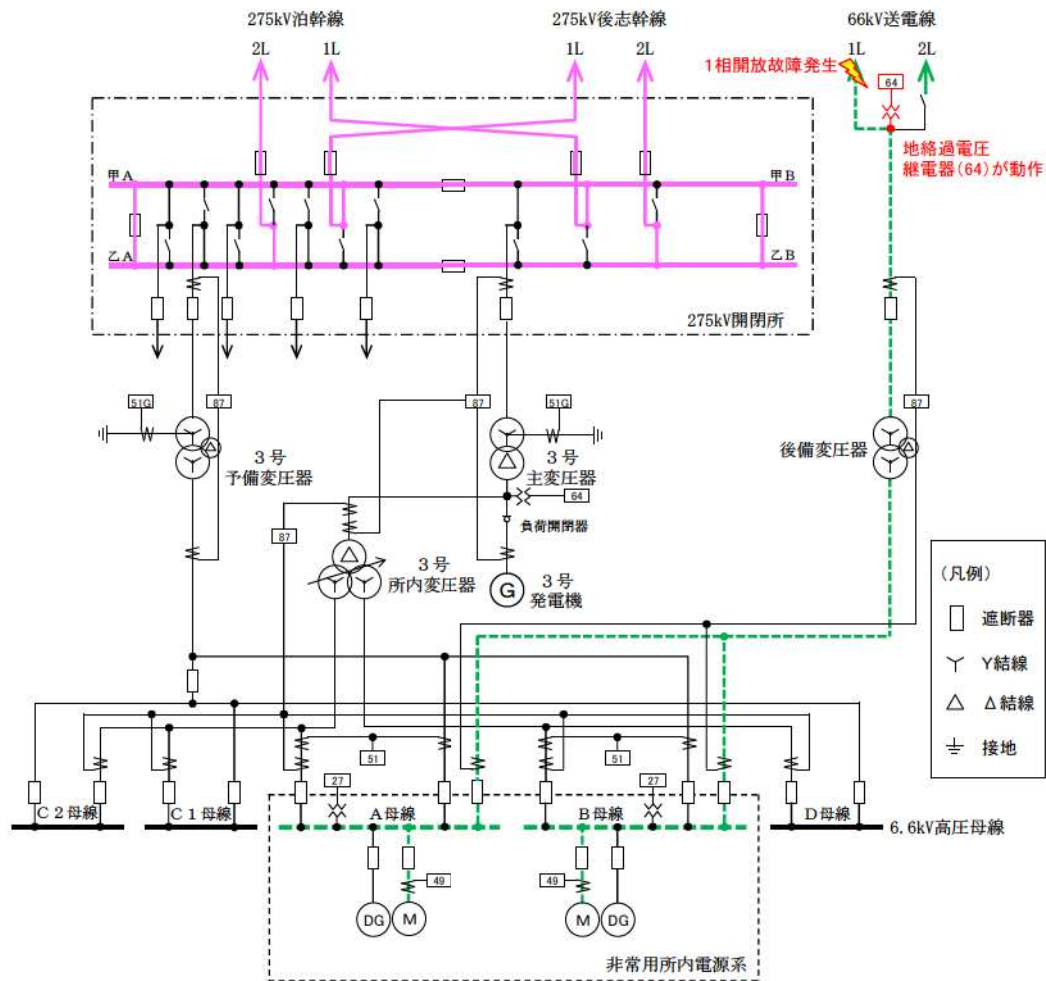 275kV泊幹線
275kV後志幹線
66kV送電線
2L
1L
1L
2L
1L
2L
1相開放故障発生
64
地絡過電圧
継電器(64)が動作
甲A
甲B
乙A
乙B
275kV開閉所
51G
87
87
51G
87
3号
予備変圧器
3号
主変圧器
後備変圧器
64
負荷開閉器
87
3号
所内変圧器
G
3号
発電機
(凡例)
遮断器
Y結線
Δ結線
接地
51
51
27
27
C2母線
C1母線
A母線
B母線
D母線
6.6kV高圧母線
49
49
DG
M
M
DG
非常用所内電源系